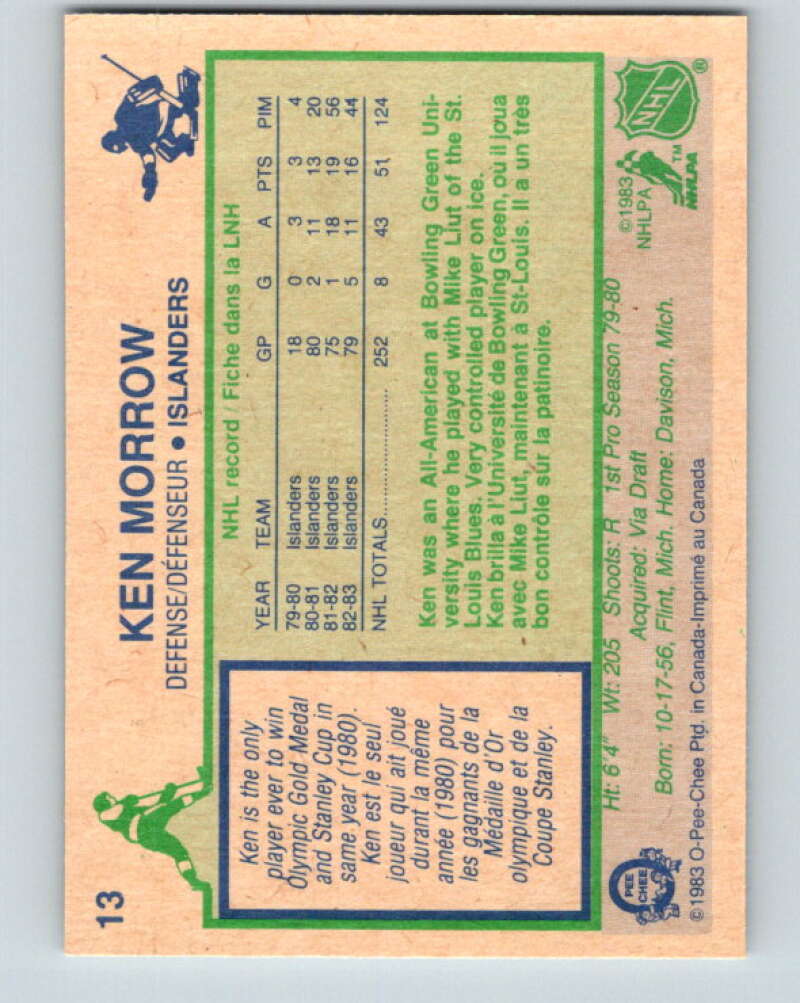 13
KEN MORROW
DEFENSE/DÉFENSEUR • ISLANDERS
Ken is the only
player ever to win
Olympic Gold Medal
and Stanley Cup in
same year (1980).
Ken est le seul
joueur qui ait joué
durant la même
année (1980) pour
les gagnants de la
Médaille d'Or
olympique et de la
Coupe Stanley.
NHL record / Fiche dans la LNH
YEAR TEAM GP G A PTS PIM
79-80 Islanders 18 0 3 3 4
80-81 Islanders 80 2 11 13 20
81-82 Islanders 75 1 18 19 56
82-83 Islanders 79 5 11 16 44
NHL TOTALS 252 8 43 51 124
Ken was an All-American at Bowling Green Uni-
versity where he played with Mike Liut of the St.
Louis Blues. Very controlled player on ice.
Ken brilla à l'Université de Bowling Green, où il joua
avec Mike Liut, maintenant à St-Louis. Il a un très
bon contrôle sur la patinoire.
Ht: 6'4" Wt: 205 Shoots: R 1st Pro Season 79-80
Acquired: Via Draft
Born: 10-17-56, Flint, Mich. Home: Davison, Mich.
©1983
NHLPA
NHLPA
TM
NHL
®
O
PEE
CHEE
©1983 O-Pee-Chee Ptd. in Canada-Imprimé au Canada